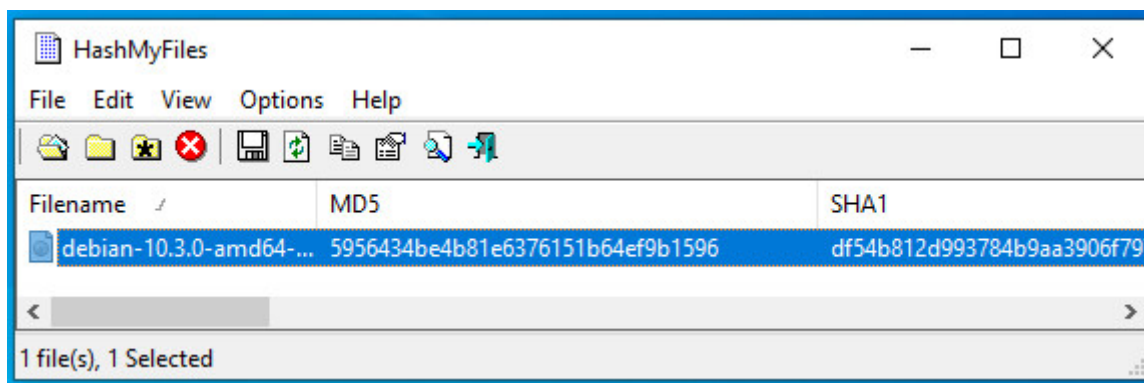 HashMyFiles
File Edit View Options Help
Filename MD5 SHA1
debian-10.3.0-amd64-... 5956434be4b81e6376151b64ef9b1596 df54b812d993784b9aa3906f79
1 file(s), 1 Selected